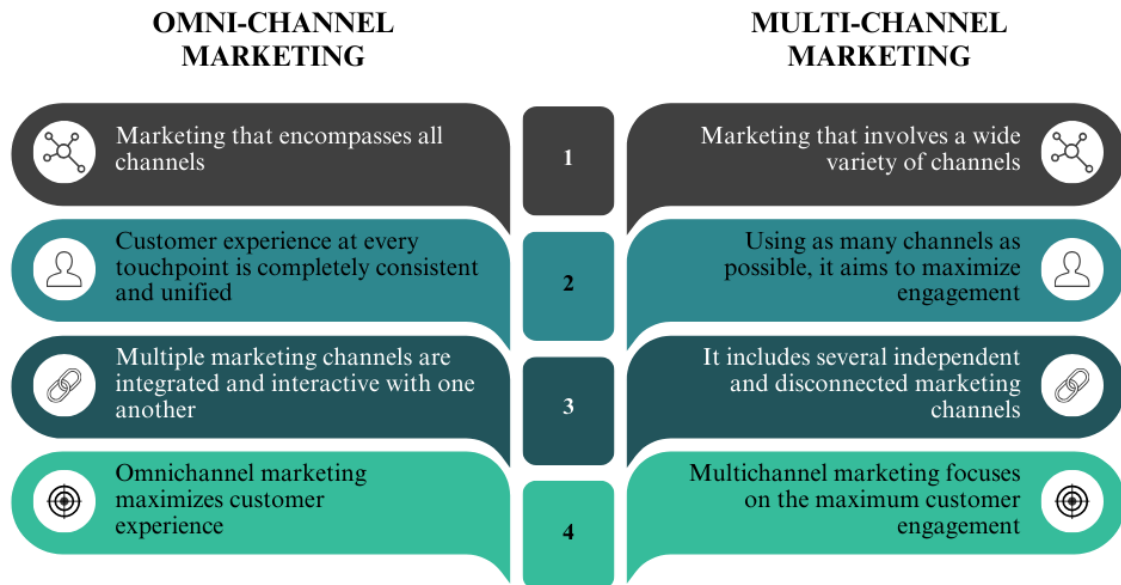 OMNI-CHANNEL
MARKETING
MULTI-CHANNEL
MARKETING
Marketing that encompasses all
channels
1
Marketing that involves a wide
variety of channels
Customer experience at every
touchpoint is completely consistent
and unified
2
Using as many channels as
possible, it aims to maximize
engagement
Multiple marketing channels are
integrated and interactive with one
another
3
It includes several independent
and disconnected marketing
channels
Omnichannel marketing
maximizes customer
experience
4
Multichannel marketing focuses
on the maximum customer
engagement